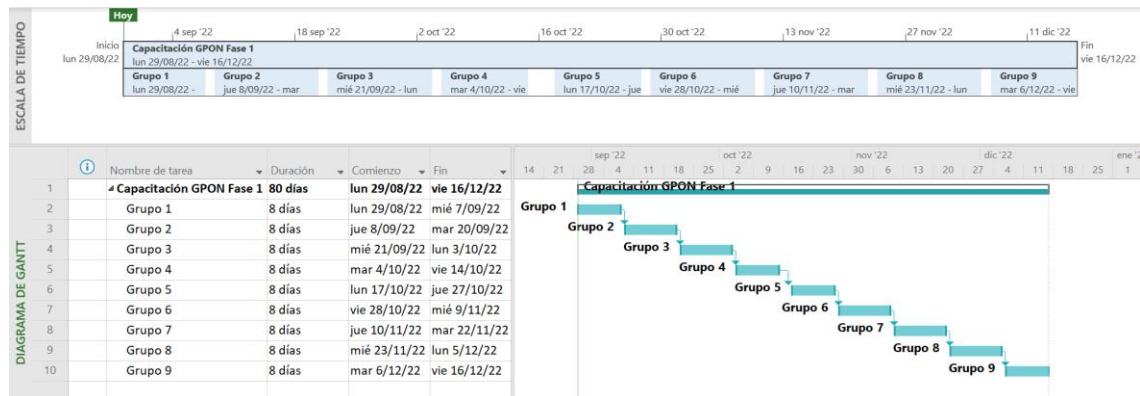 Hoy
4 sep '22 18 sep '22 2 oct '22 16 oct '22 30 oct '22 13 nov '22 27 nov '22 11 dic '22
Inicio
lun 29/08/22
Capacitación GPON Fase 1
lun 29/08/22 - vie 16/12/22
Fin
vie 16/12/22
Grupo 1 Grupo 2 Grupo 3 Grupo 4 Grupo 5 Grupo 6 Grupo 7 Grupo 8 Grupo 9
lun 29/08/22 - jue 8/09/22 - mar mié 21/09/22 - lun mar 4/10/22 - vie lun 17/10/22 - jue vie 28/10/22 - mié jue 10/11/22 - mar mié 23/11/22 - lun mar 6/12/22 - vie
ESCALA DE TIEMPO
DIAGRAMA DE GANTT
Nombre de tarea Duración Comienzo Fin
1 Capacitación GPON Fase 1 80 días lun 29/08/22 vie 16/12/22
2 Grupo 1 8 días lun 29/08/22 mié 7/09/22
3 Grupo 2 8 días jue 8/09/22 mar 20/09/22
4 Grupo 3 8 días mié 21/09/22 lun 3/10/22
5 Grupo 4 8 días mar 4/10/22 vie 14/10/22
6 Grupo 5 8 días lun 17/10/22 jue 27/10/22
7 Grupo 6 8 días vie 28/10/22 mié 9/11/22
8 Grupo 7 8 días jue 10/11/22 mar 22/11/22
9 Grupo 8 8 días mié 23/11/22 lun 5/12/22
10 Grupo 9 8 días mar 6/12/22 vie 16/12/22
sep '22 oct '22 nov '22 dic '22 ene '2
14 21 28 4 11 18 25 2 9 16 23 30 6 13 20 27 4 11 18 25 1
Capacitación GPON Fase 1
Grupo 1
Grupo 2
Grupo 3
Grupo 4
Grupo 5
Grupo 6
Grupo 7
Grupo 8
Grupo 9